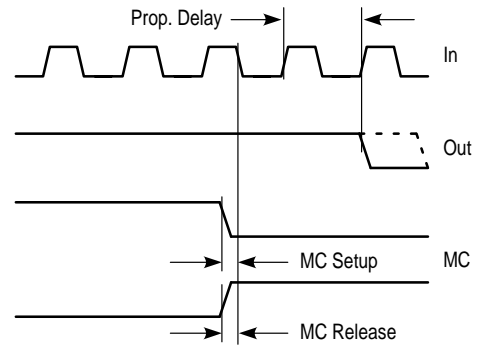 Prop. Delay
In
Out
MC Setup
MC
MC Release